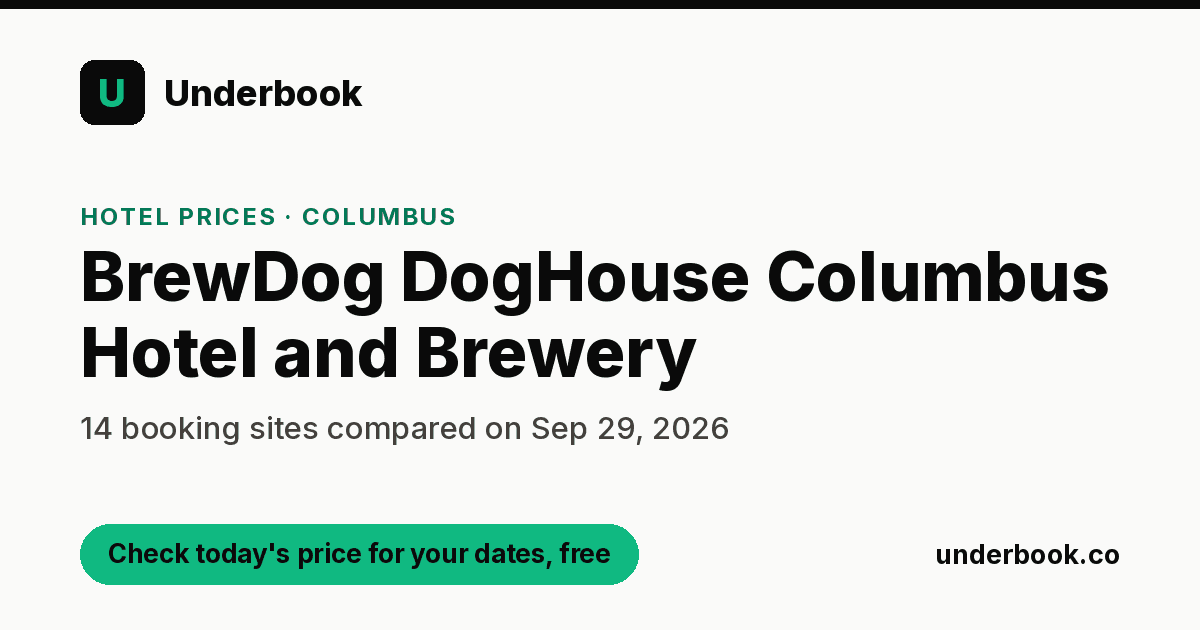 U Underbook
HOTEL PRICES · COLUMBUS
BrewDog DogHouse Columbus
Hotel and Brewery
14 booking sites compared on Sep 29, 2026
Check today's price for your dates, free
underbook.co